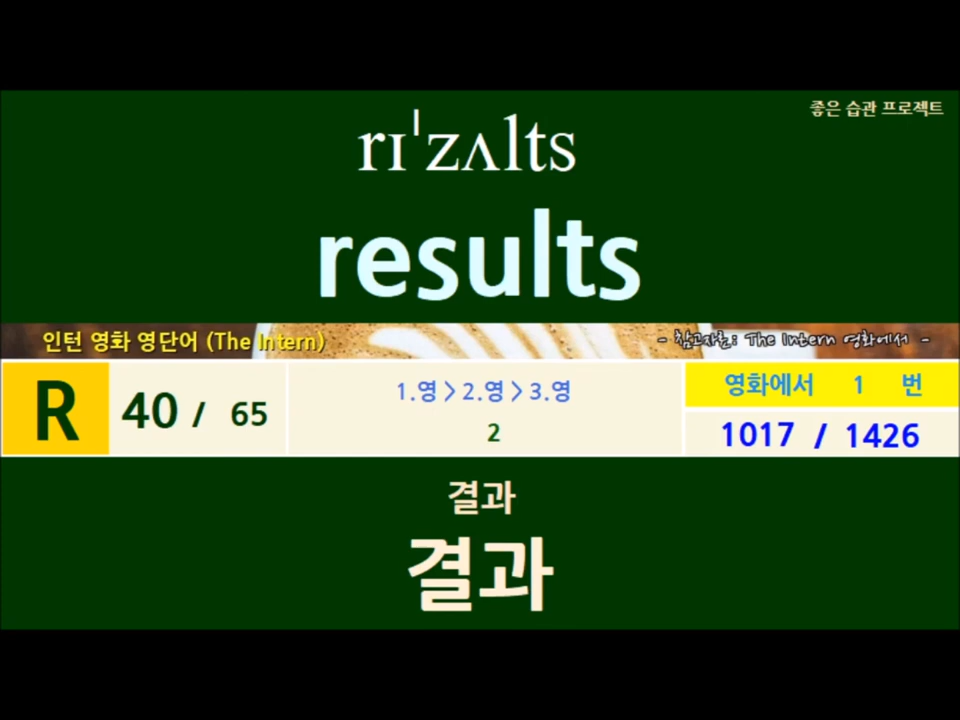 좋은 습관 프로젝트
rɪˈzʌlts
results
인턴 영화 영단어 (The Intern)
- 참고자료: The Intern 영화에서 -
R
40 / 65
1.영 > 2.영 > 3.영
2
영화에서 1 번
1017 / 1426
결과
결과